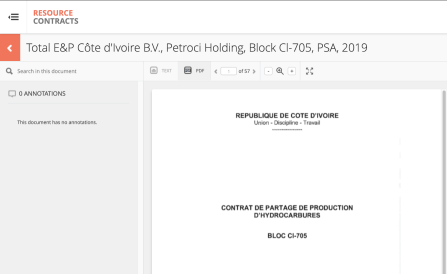 RESOURCE
CONTRACTS
Total E&P Côte d'Ivoire B.V., Petroci Holding, Block CI-705, PSA, 2019
Search in this document
TEXT
PDF
1
of 57
0 ANNOTATIONS
This document has no annotations.
REPUBLIQUE DE COTE D'IVOIRE
Union - Discipline - Travail
CONTRAT DE PARTAGE DE PRODUCTION
D'HYDROCARBURES
BLOC CI-705